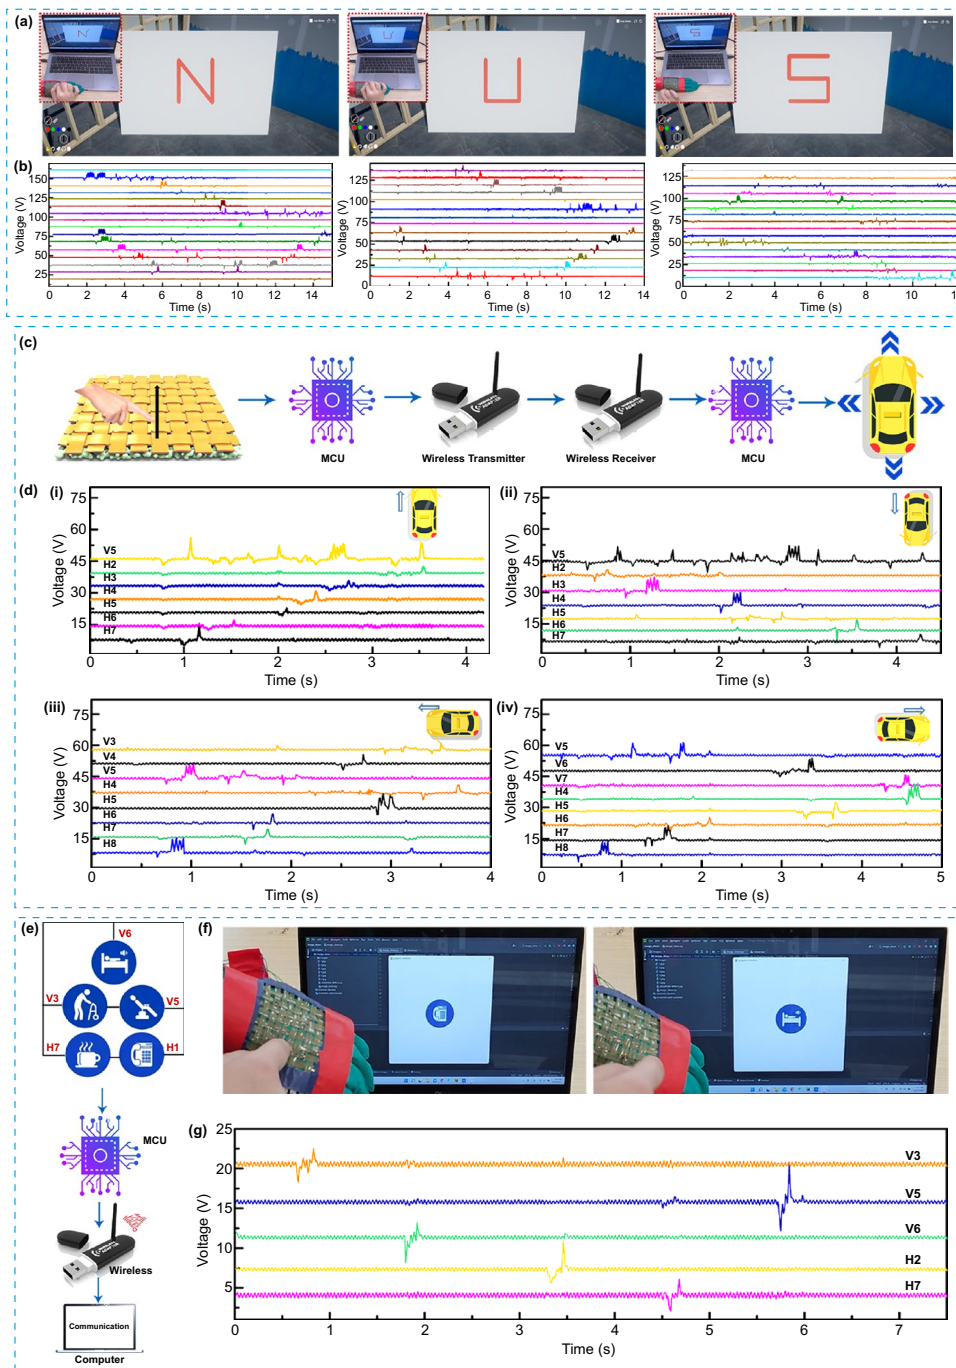 (a)
N
U
S
(b)
Voltage (V)
150
125
100
75
50
25
0 2 4 6 8 10 12 14
Time (s)
Voltage (V)
125
100
75
50
25
0
0 2 4 6 8 10 12 14
Time (s)
Voltage (V)
125
100
75
50
25
0
0 2 4 6 8 10 12
Time (s)
(c)
MCU
Wireless Transmitter
Wireless Receiver
MCU
(d)
(i)
Voltage (V)
75
60
45
30
15
V5
H2
H3
H4
H5
H6
H7
0 1 2 3 4
Time (s)
(ii)
Voltage (V)
75
60
45
30
15
V5
H2
H3
H4
H5
H6
H7
0 1 2 3 4
Time (s)
(iii)
Voltage (V)
75
60
45
30
15
V3
V4
V5
H4
H5
H6
H7
H8
0 1 2 3 4
Time (s)
(iv)
Voltage (V)
75
60
45
30
15
V5
V6
V7
H4
H5
H6
H7
H8
0 1 2 3 4 5
Time (s)
(e)
V6
V3
V5
H7
H1
MCU
Wireless
Communication
Computer
(f)
(g)
Voltage (V)
25
20
15
10
5
V3
V5
V6
H2
H7
0 1 2 3 4 5 6 7
Time (s)